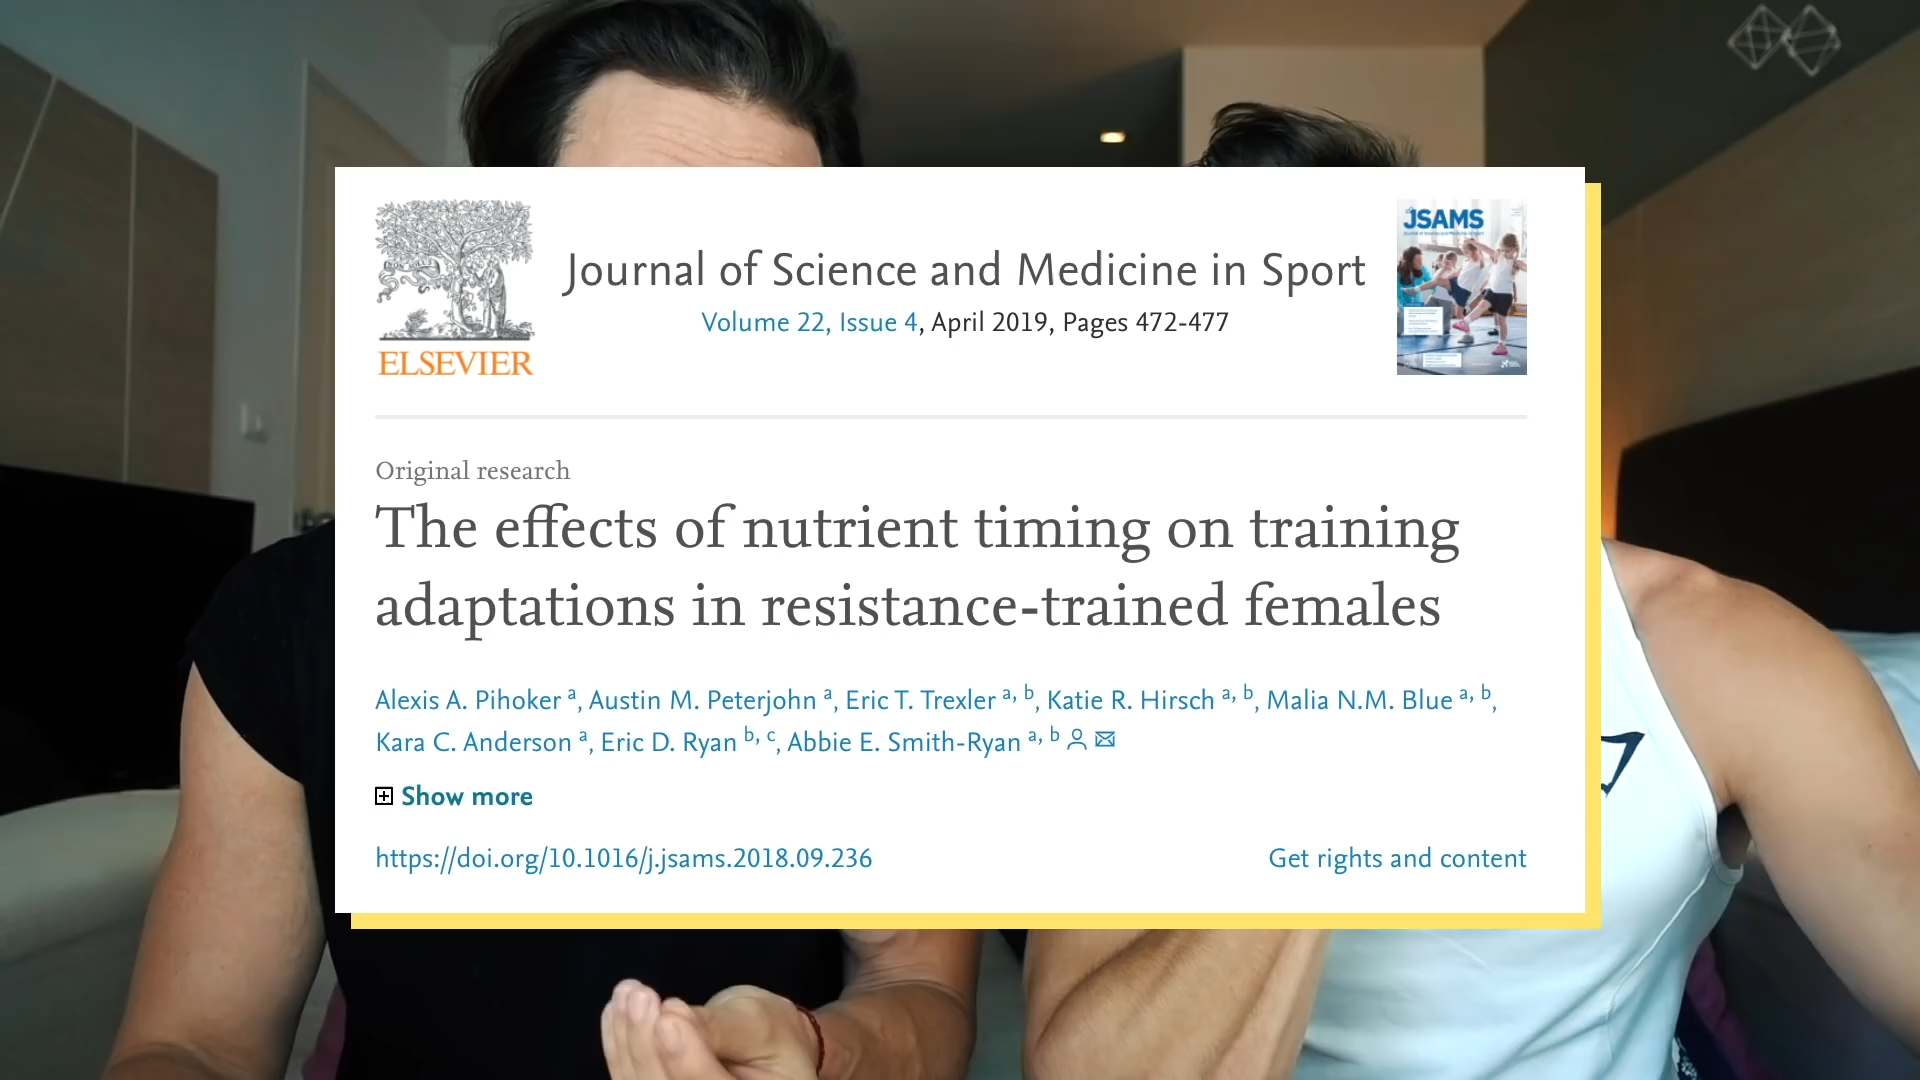 JSAMS
Journal of Science and Medicine in Sport
Volume 22, Issue 4, April 2019, Pages 472-477
ELSEVIER
Original research
The effects of nutrient timing on training
adaptations in resistance-trained females
Alexis A. Pihoker a, Austin M. Peterjohn a, Eric T. Trexler a, b, Katie R. Hirsch a, b, Malia N.M. Blue a, b,
Kara C. Anderson a, Eric D. Ryan b, c, Abbie E. Smith-Ryan a, b
Show more
https://doi.org/10.1016/j.jsams.2018.09.236
Get rights and content